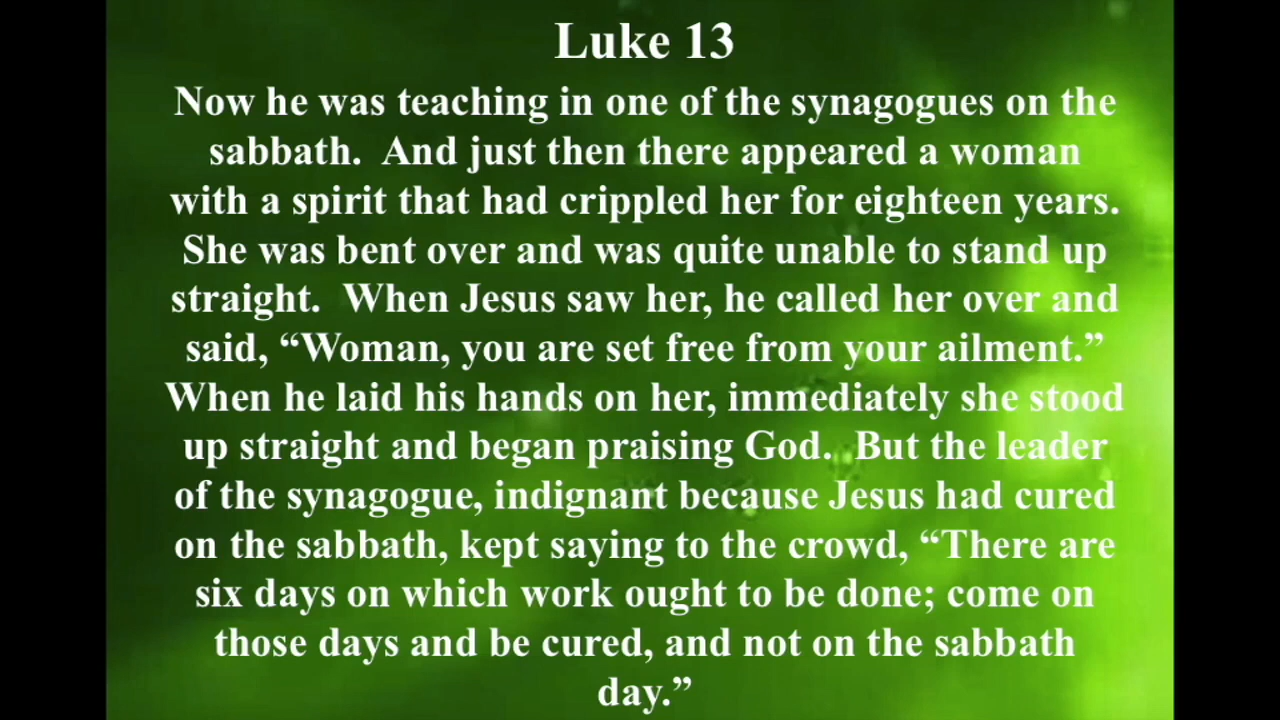 Luke 13
Now he was teaching in one of the synagogues on the
sabbath.  And just then there appeared a woman
with a spirit that had crippled her for eighteen years.
She was bent over and was quite unable to stand up
straight.  When Jesus saw her, he called her over and
said, “Woman, you are set free from your ailment.”
When he laid his hands on her, immediately she stood
up straight and began praising God.  But the leader
of the synagogue, indignant because Jesus had cured
on the sabbath, kept saying to the crowd, “There are
six days on which work ought to be done; come on
those days and be cured, and not on the sabbath
day.”